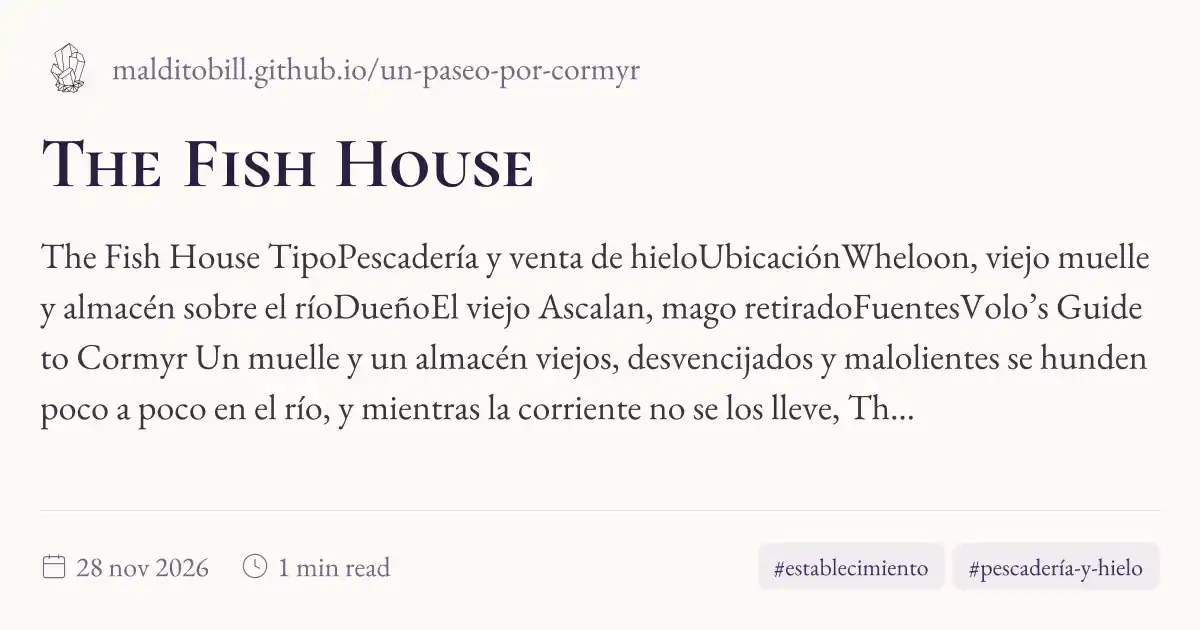 malditobill.github.io/un-paseo-por-cormyr
The Fish House
The Fish House TipoPescadería y venta de hieloUbicaciónWheloon, viejo muelle
y almacén sobre el ríoDueñoEl viejo Ascalan, mago retiradoFuentesVolo’s Guide
to Cormyr Un muelle y un almacén viejos, desvencijados y malolientes se hunden
poco a poco en el río, y mientras la corriente no se los lleve, Th...
28 nov 2026
1 min read
#establecimiento
#pescadería-y-hielo